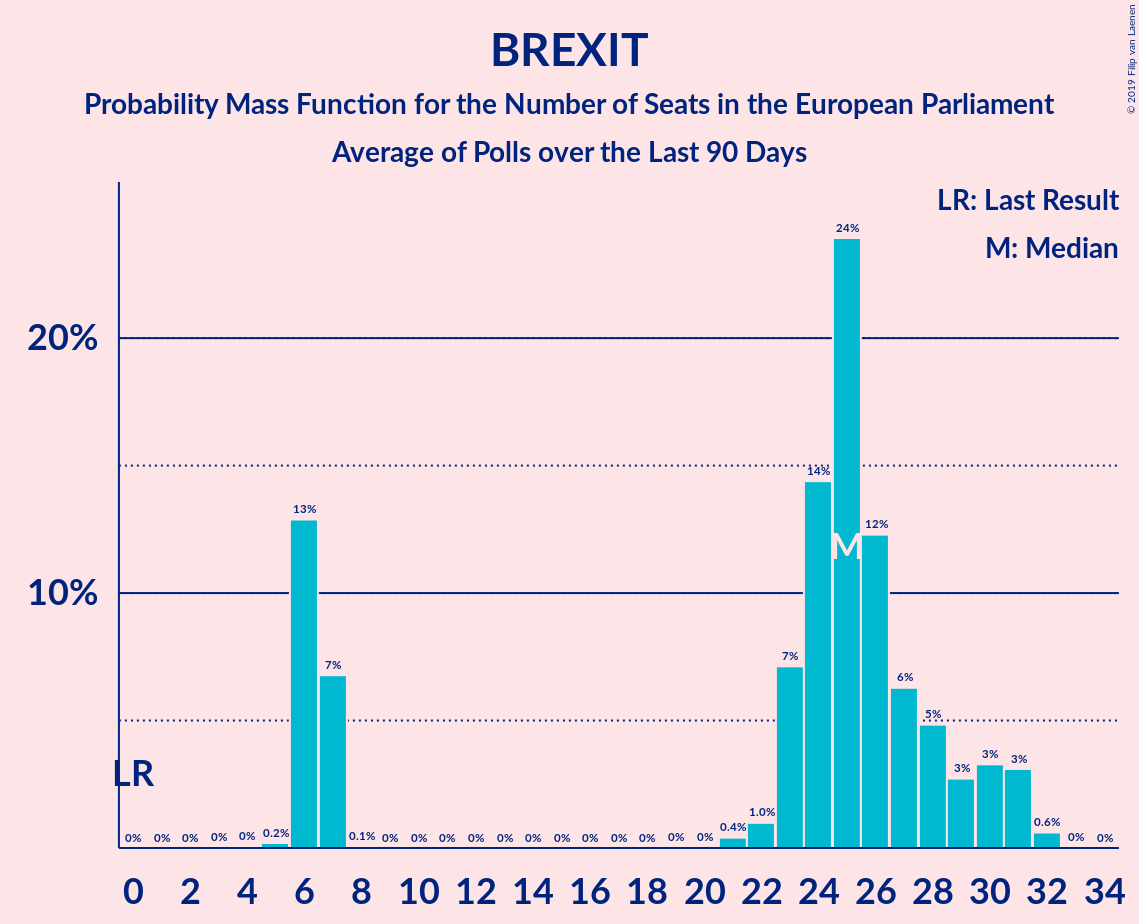 BREXIT
Probability Mass Function for the Number of Seats in the European Parliament
Average of Polls over the Last 90 Days
© 2019 Filip van Laenen
LR: Last Result
M: Median
20%
10%
24%
14%
13%
12%
7%
7%
6%
5%
3%
3%
3%
M
LR
0% 0% 0% 0% 0% 0.2% 0.1% 0% 0% 0% 0% 0% 0% 0% 0% 0% 0% 0% 0% 0.4% 1.0% 0.6% 0% 0%
0 2 4 6 8 10 12 14 16 18 20 22 24 26 28 30 32 34